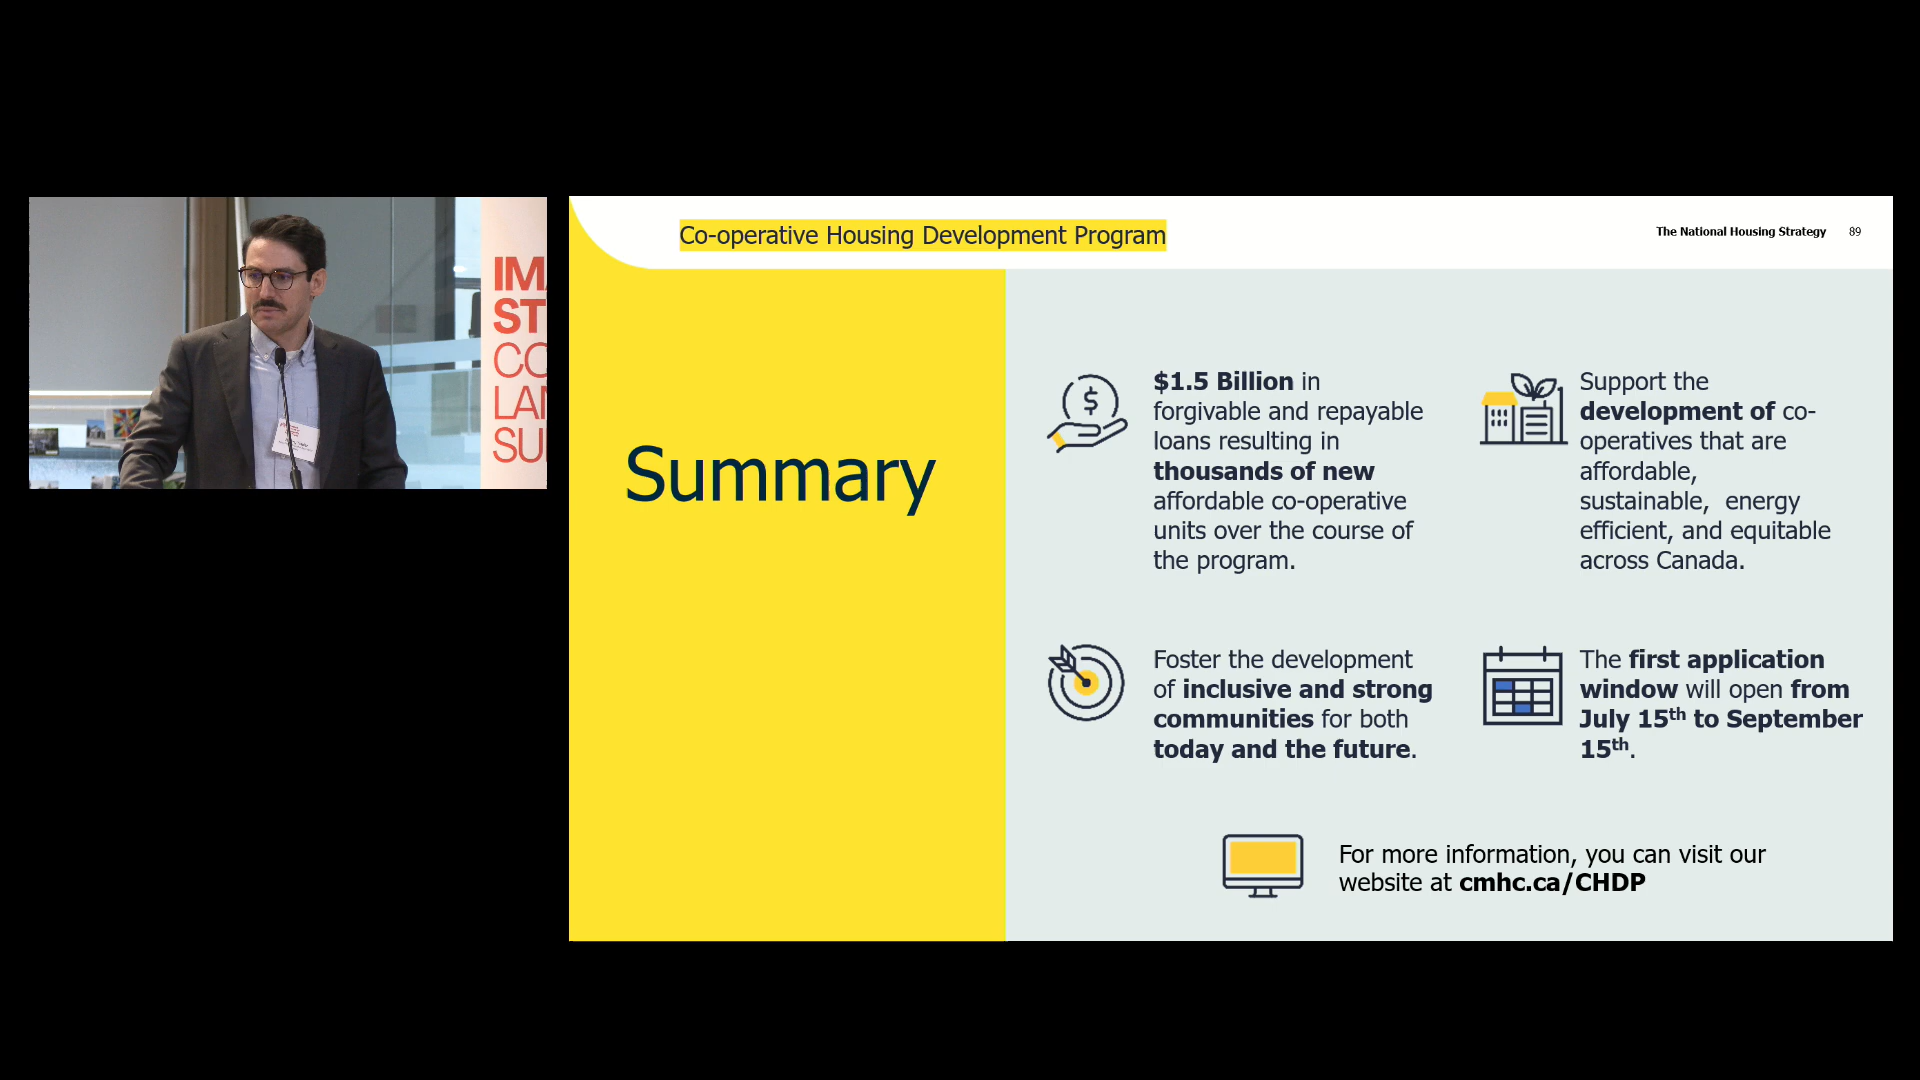 IM
ST
CO
LAN
SU
Co-operative Housing Development Program
The National Housing Strategy 89
Summary
$1.5 Billion in
forgivable and repayable
loans resulting in
thousands of new
affordable co-operative
units over the course of
the program.
Support the
development of co-
operatives that are
affordable,
sustainable, energy
efficient, and equitable
across Canada.
Foster the development
of inclusive and strong
communities for both
today and the future.
The first application
window will open from
July 15th to September
15th.
For more information, you can visit our
website at cmhc.ca/CHDP